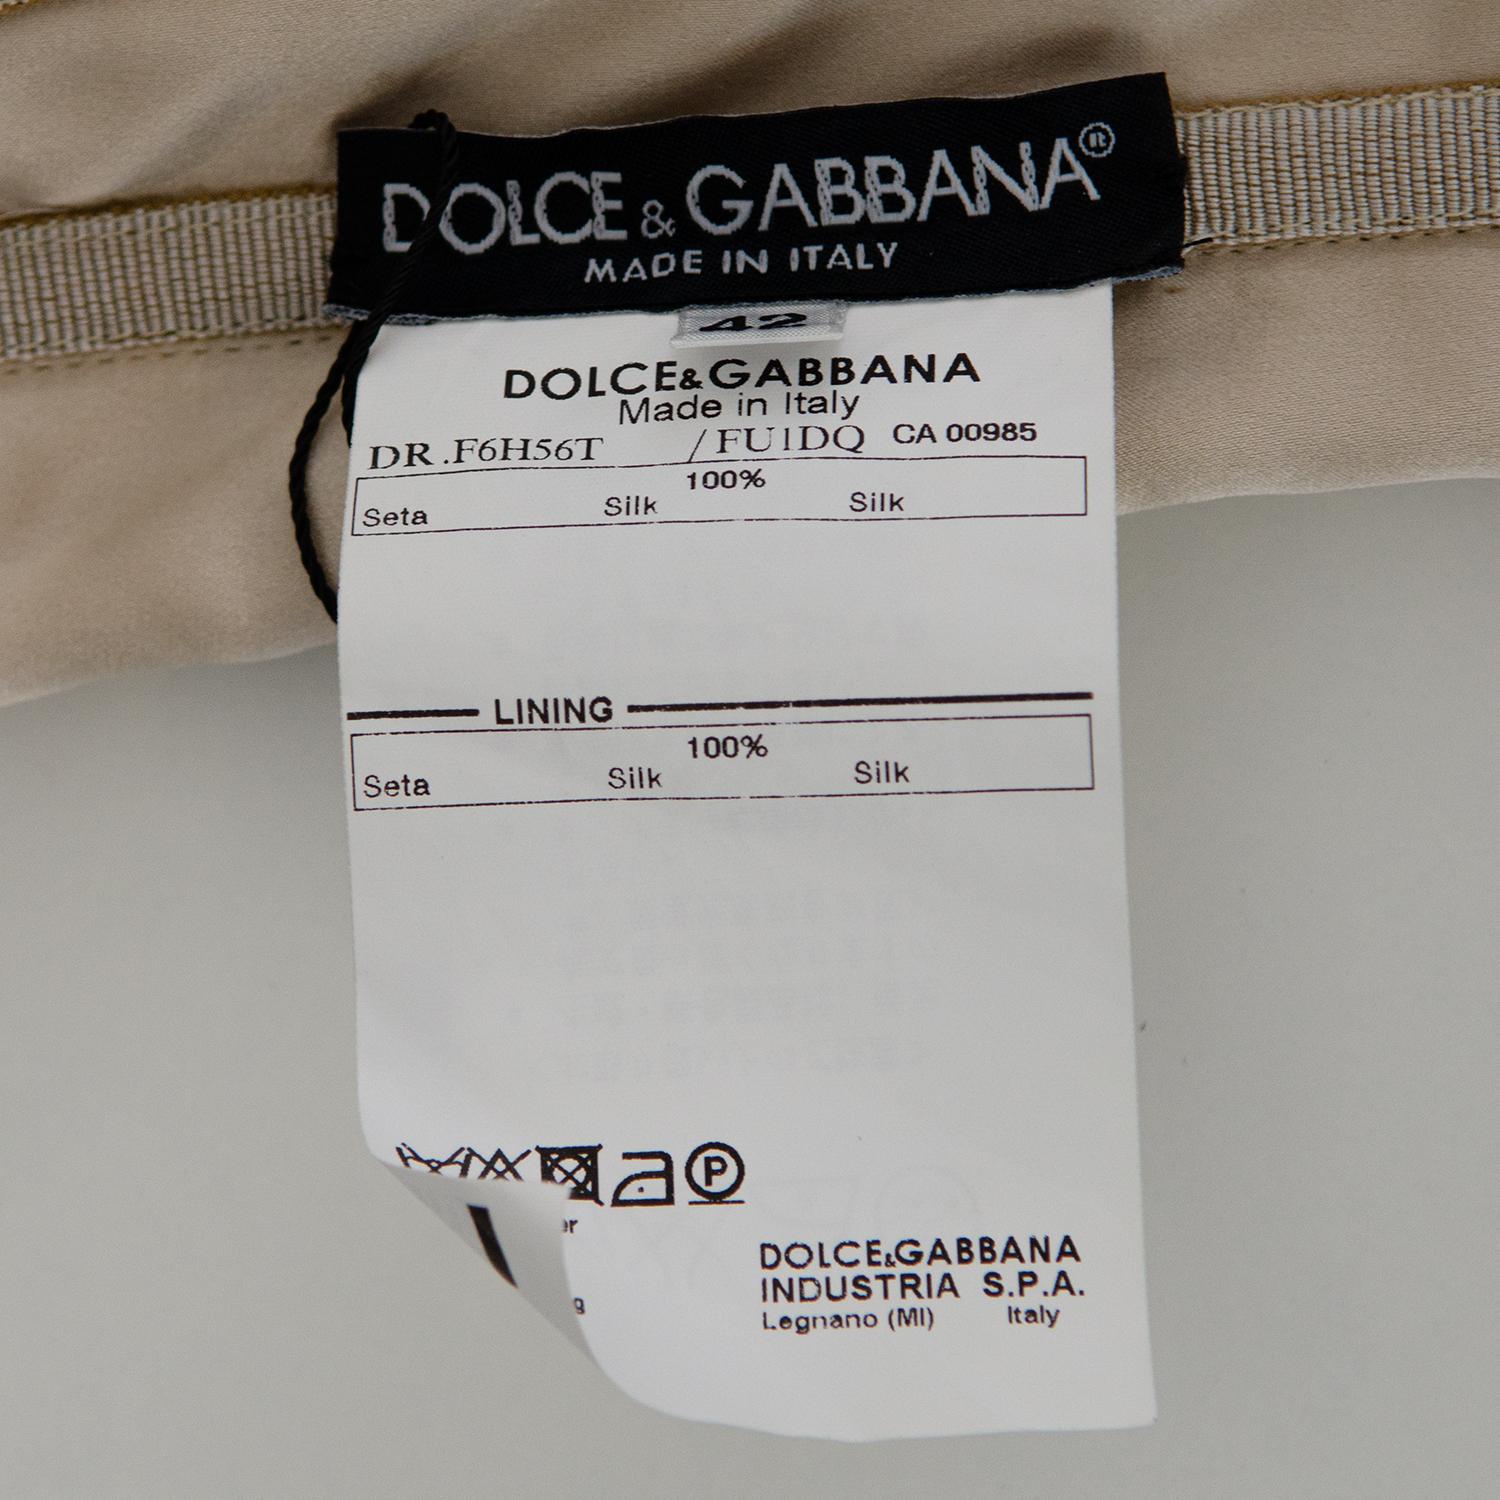 DOLCE & GABBANA®
MADE IN ITALY
42
DOLCE&GABBANA
Made in Italy
DR.F6H56T /FU1DQ CA 00985
100%
Seta Silk Silk
LINING
100%
Seta Silk Silk
P
DOLCE&GABBANA
INDUSTRIA S.P.A.
Legnano (MI) Italy